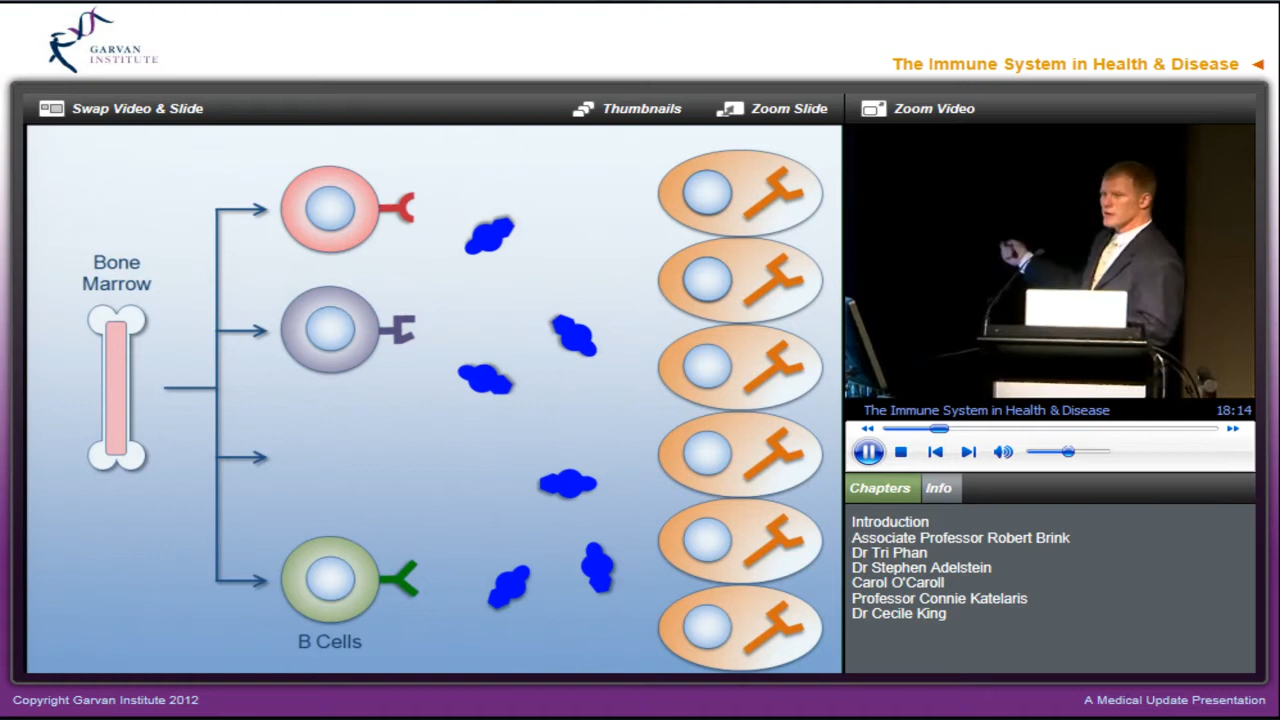 GARVAN
INSTITUTE
The Immune System in Health & Disease
Swap Video & Slide
Thumbnails
Zoom Slide
Zoom Video
Bone
Marrow
B Cells
The Immune System in Health & Disease
18:14
Chapters
Info
Introduction
Associate Professor Robert Brink
Dr Tri Phan
Dr Stephen Adelstein
Carol O'Caroll
Professor Connie Katelaris
Dr Cecile King
Copyright Garvan Institute 2012
A Medical Update Presentation